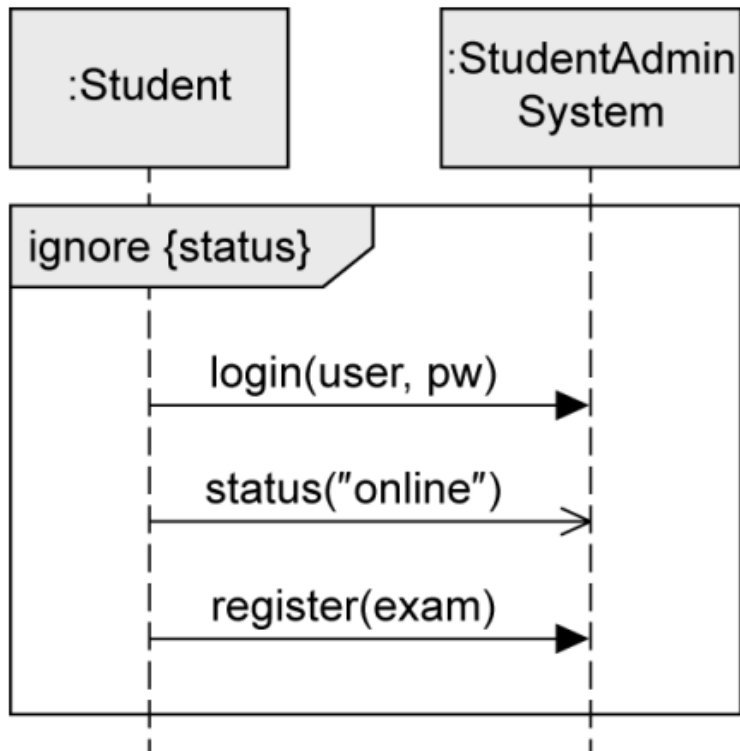 :Student
:StudentAdmin
System
ignore {status}
login(user, pw)
status("online")
register(exam)